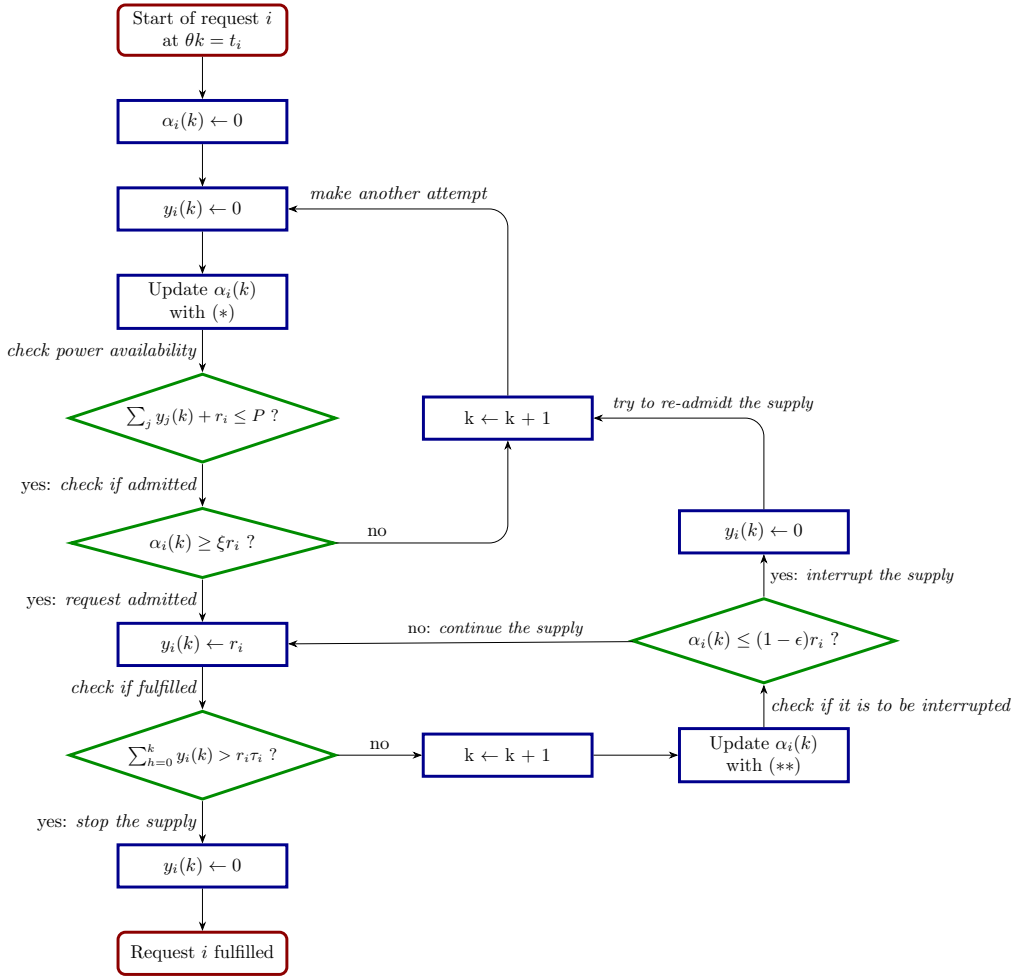 Start of request i
at θk = t_i
α_i(k) ← 0
make another attempt
y_i(k) ← 0
Update α_i(k)
with (∗)
check power availability
∑_j y_j(k) + r_i ≤ P ?
k ← k + 1
try to re-admidt the supply
yes: check if admitted
α_i(k) ≥ ξr_i ?
no
y_i(k) ← 0
yes: interrupt the supply
yes: request admitted
y_i(k) ← r_i
no: continue the supply
α_i(k) ≤ (1 − ϵ)r_i ?
check if fulfilled
check if it is to be interrupted
∑_{h=0}^{k} y_i(k) > r_iτ_i ?
no
k ← k + 1
Update α_i(k)
with (∗∗)
yes: stop the supply
y_i(k) ← 0
Request i fulfilled